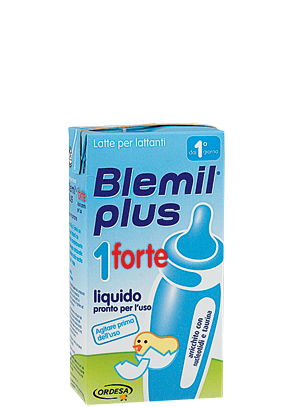 Latte per lattanti
dal 1° giorno
Blemil®
plus
1 forte
liquido
pronto per l'uso
Agitare prima
dell'uso
arricchito con
nucleotidi e taurina
ORDESA